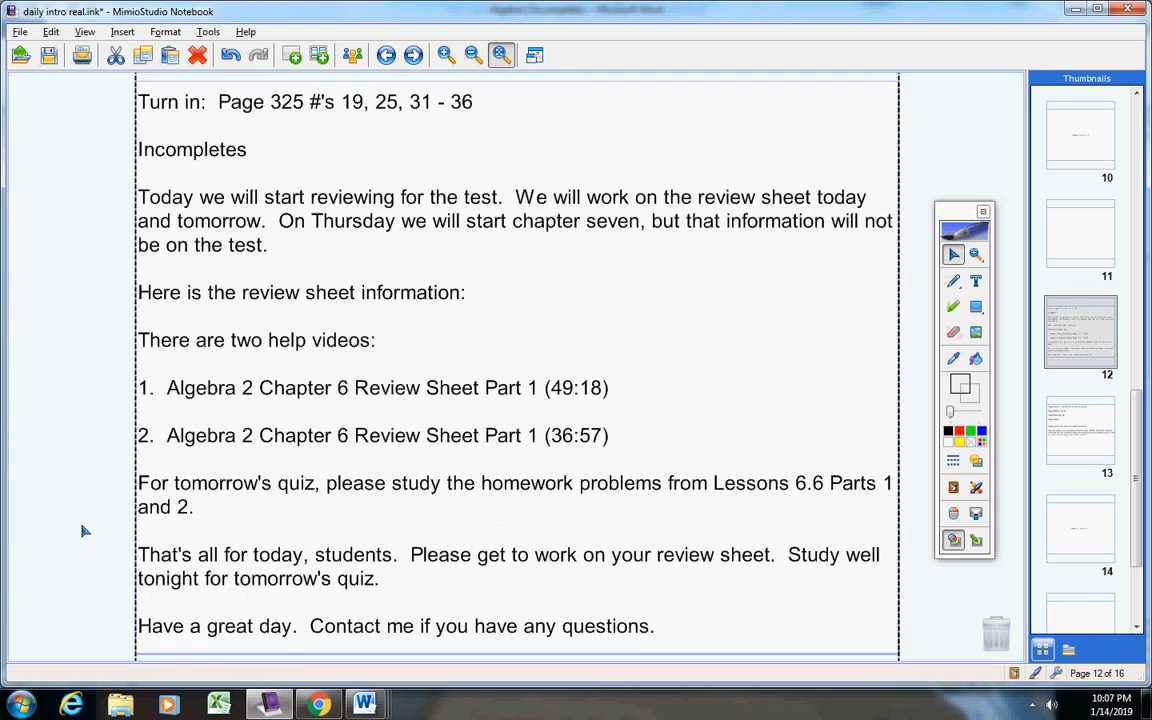 daily intro real.ink* - MimioStudio Notebook
File Edit View Insert Format Tools Help
Turn in: Page 325 #'s 19, 25, 31 - 36
Incompletes
Today we will start reviewing for the test. We will work on the review sheet today
and tomorrow. On Thursday we will start chapter seven, but that information will not
be on the test.
Here is the review sheet information:
There are two help videos:
1. Algebra 2 Chapter 6 Review Sheet Part 1 (49:18)
2. Algebra 2 Chapter 6 Review Sheet Part 1 (36:57)
For tomorrow's quiz, please study the homework problems from Lessons 6.6 Parts 1
and 2.
That's all for today, students. Please get to work on your review sheet. Study well
tonight for tomorrow's quiz.
Have a great day. Contact me if you have any questions.
Thumbnails
10
11
12
13
14
Page 12 of 16
10:07 PM
1/14/2019